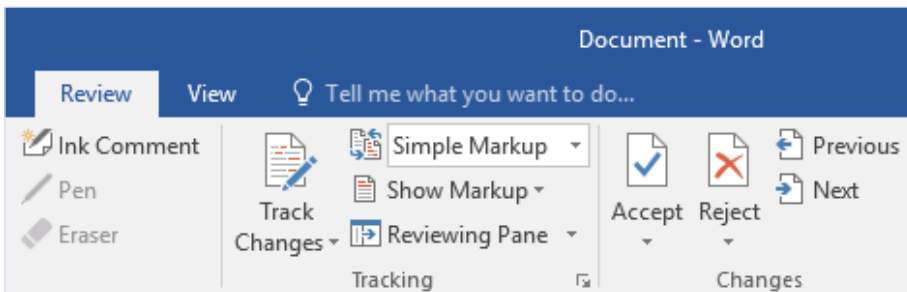 Document - Word
Review View Tell me what you want to do...
Ink Comment
Pen
Eraser
Track
Changes
Simple Markup
Show Markup
Reviewing Pane
Tracking
Accept
Reject
Previous
Next
Changes